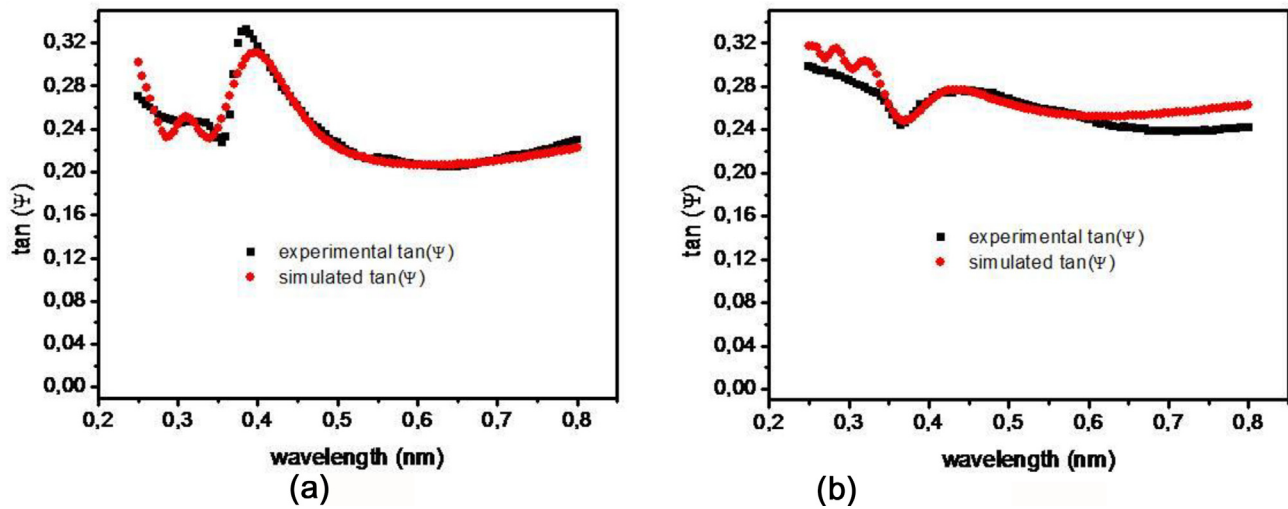 tan (Ψ)
0,32
0,28
0,24
0,20
0,16
0,12
0,08
0,04
0,00
0,2 0,3 0,4 0,5 0,6 0,7 0,8
wavelength (nm)
experimental tan(Ψ)
simulated tan(Ψ)
(a)
tan (Ψ)
0,32
0,28
0,24
0,20
0,16
0,12
0,08
0,04
0,00
0,2 0,3 0,4 0,5 0,6 0,7 0,8
wavelength (nm)
experimental tan(Ψ)
simulated tan(Ψ)
(b)